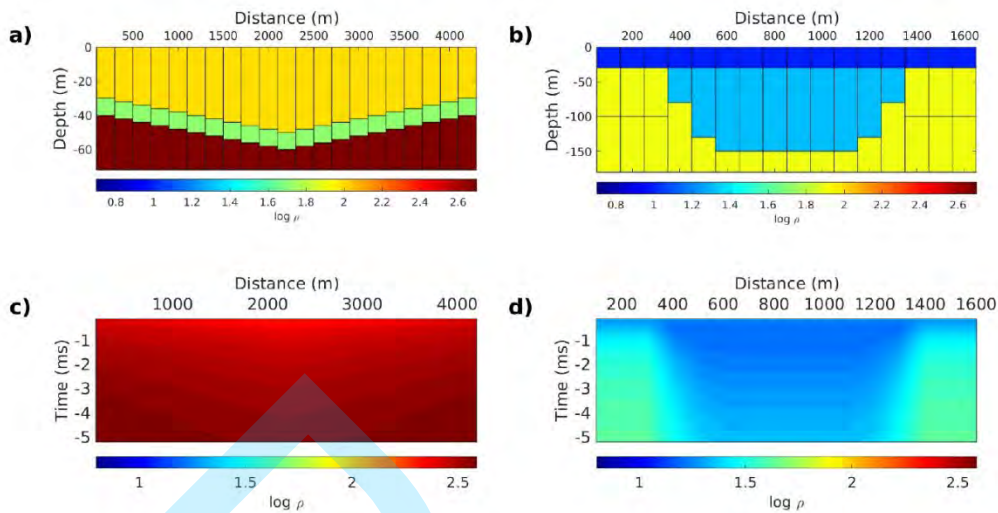 a)
Distance (m)
500 1000 1500 2000 2500 3000 3500 4000
Depth (m)
0
-20
-40
-60
0.8 1 1.2 1.4 1.6 1.8 2 2.2 2.4 2.6
log ρ
b)
Distance (m)
200 400 600 800 1000 1200 1400 1600
Depth (m)
0
-50
-100
-150
0.8 1 1.2 1.4 1.6 1.8 2 2.2 2.4 2.6
log ρ
c)
Distance (m)
1000 2000 3000 4000
Time (ms)
-1
-2
-3
-4
-5
1 1.5 2 2.5
log ρ
d)
Distance (m)
200 400 600 800 1000 1200 1400 1600
Time (ms)
-1
-2
-3
-4
-5
1 1.5 2 2.5
log ρ